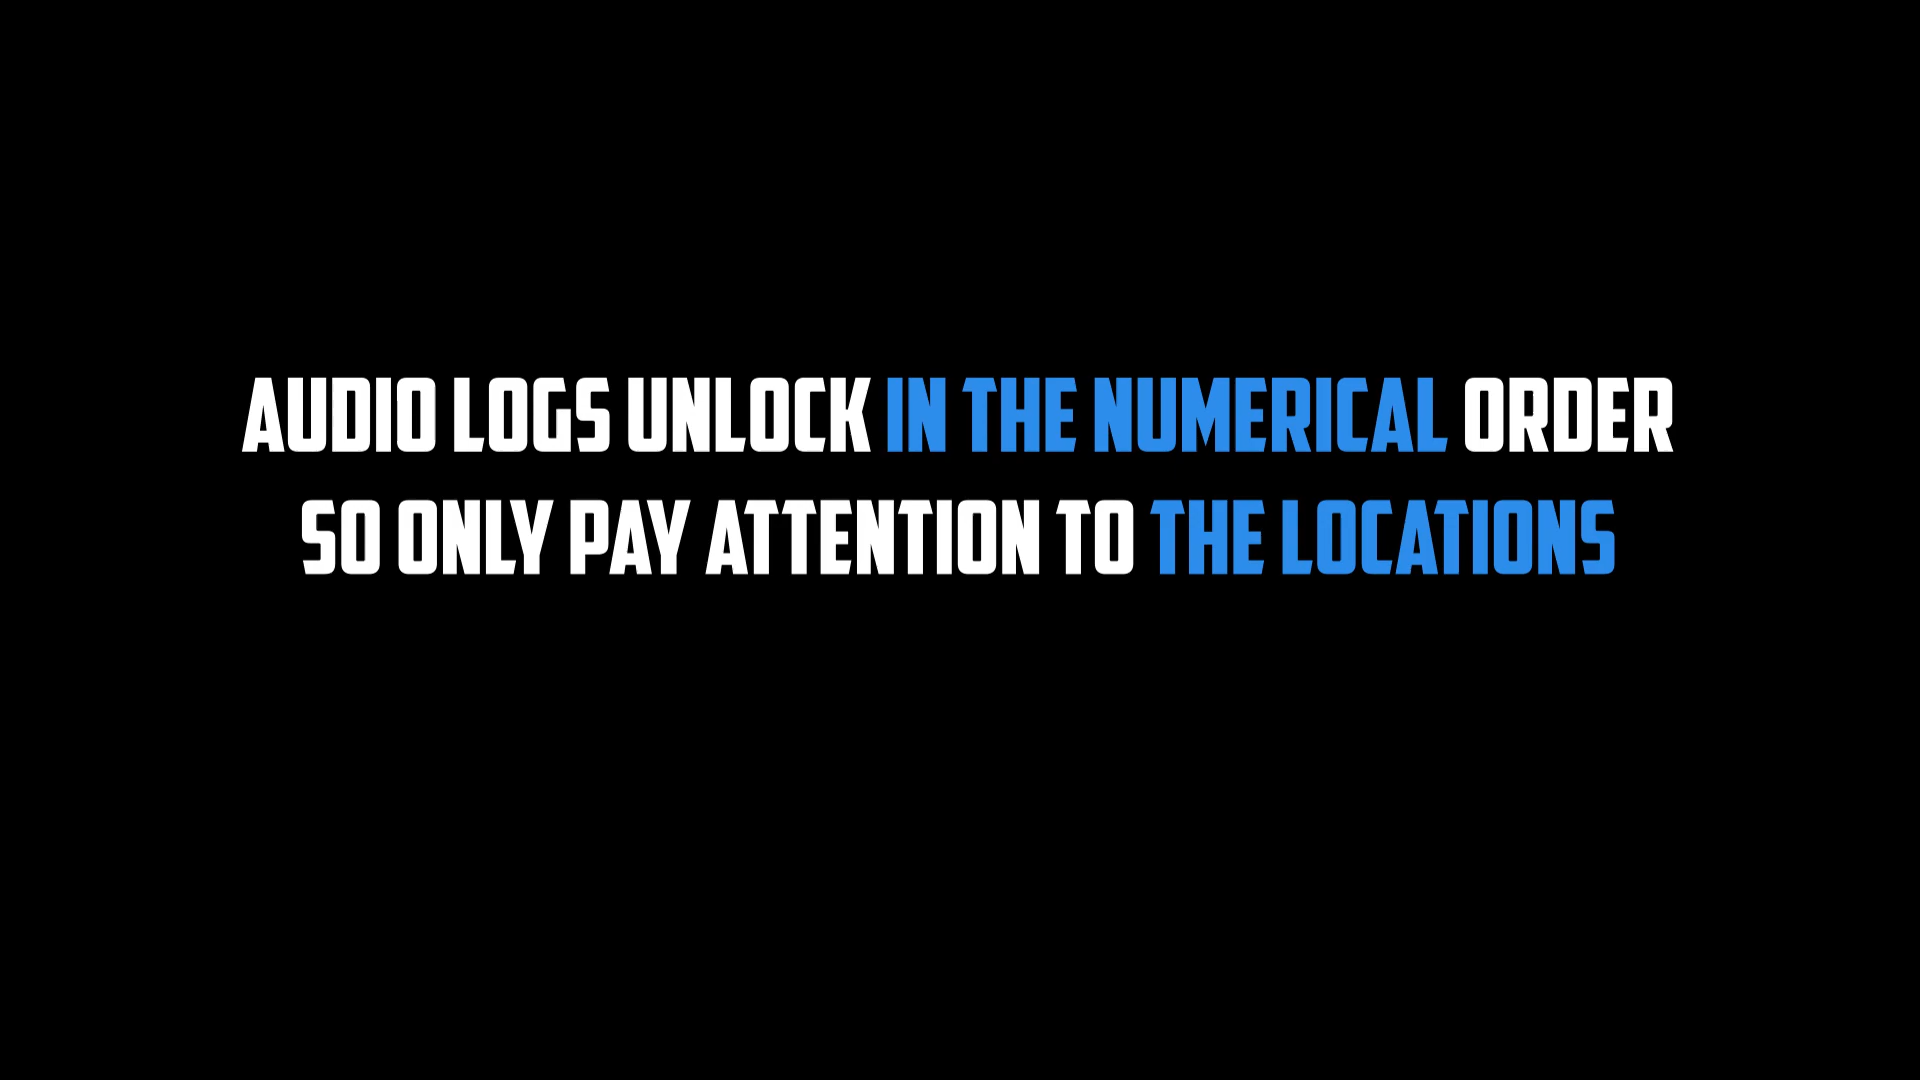 AUDIO LOGS UNLOCK IN THE NUMERICAL ORDER
SO ONLY PAY ATTENTION TO THE LOCATIONS